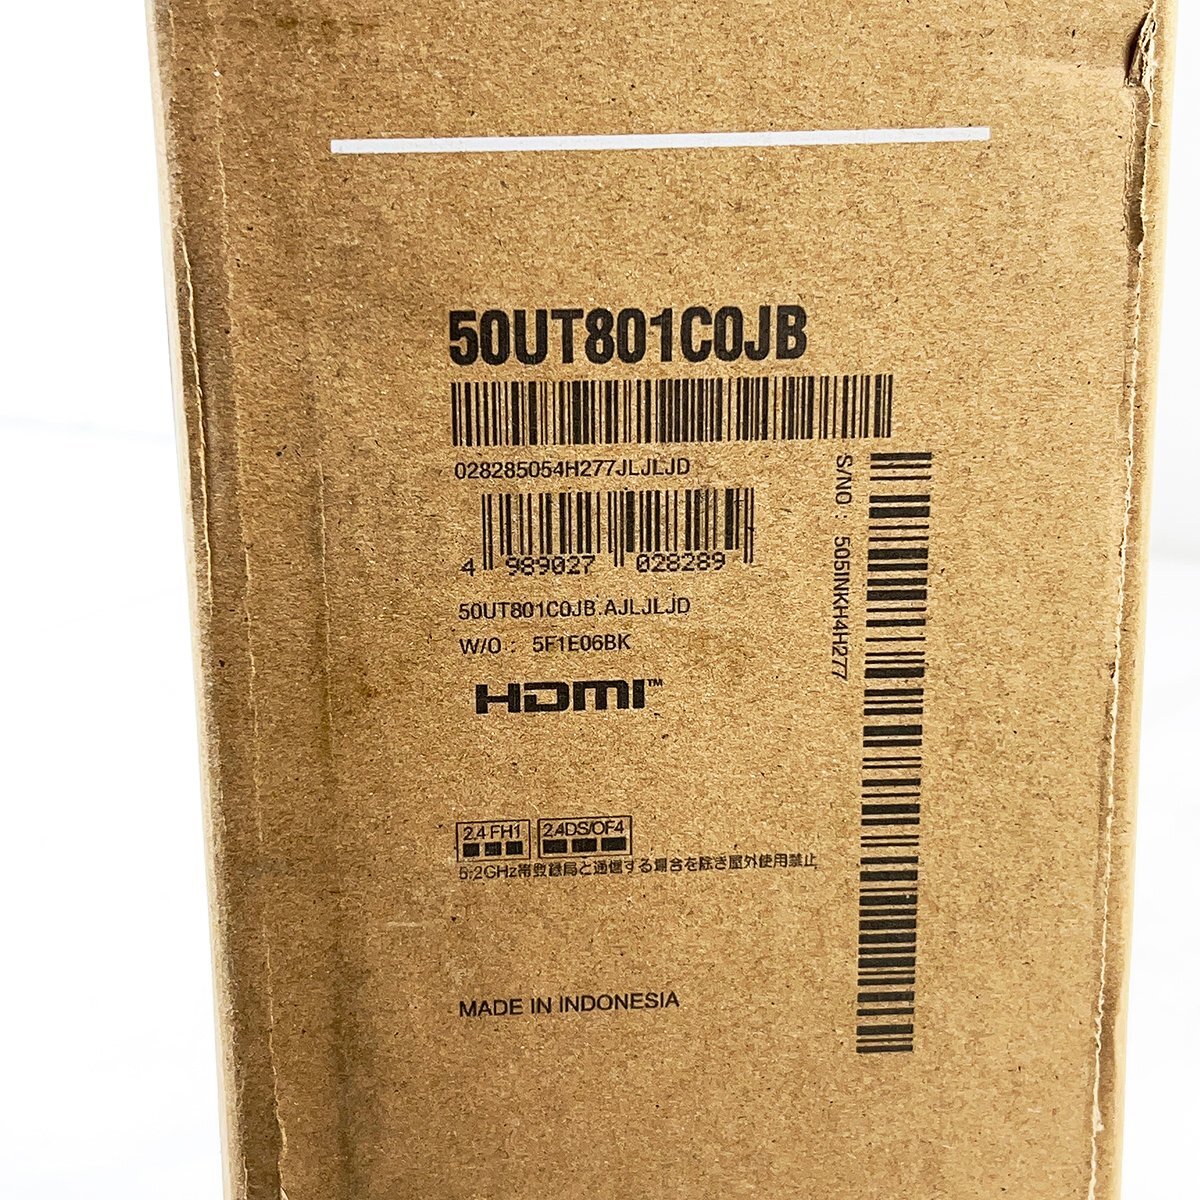 50UT801C0JB
028285054H277JLJLJD
4 989027 028289
50UT801C0JB.AJLJLJD
W/O : 5F1E06BK
S/NO : 505INKH4H277
HDMI™
2.4 FH1 2.4DS/OF4
5.2GHz帯登録局と通信する場合を除き屋外使用禁止
MADE IN INDONESIA